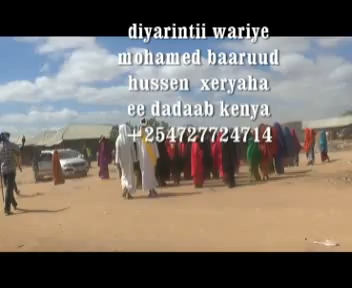 diyarintii wariye
mohamed baaruud
hussen xeryaha
ee dadaab kenya
+254727724714